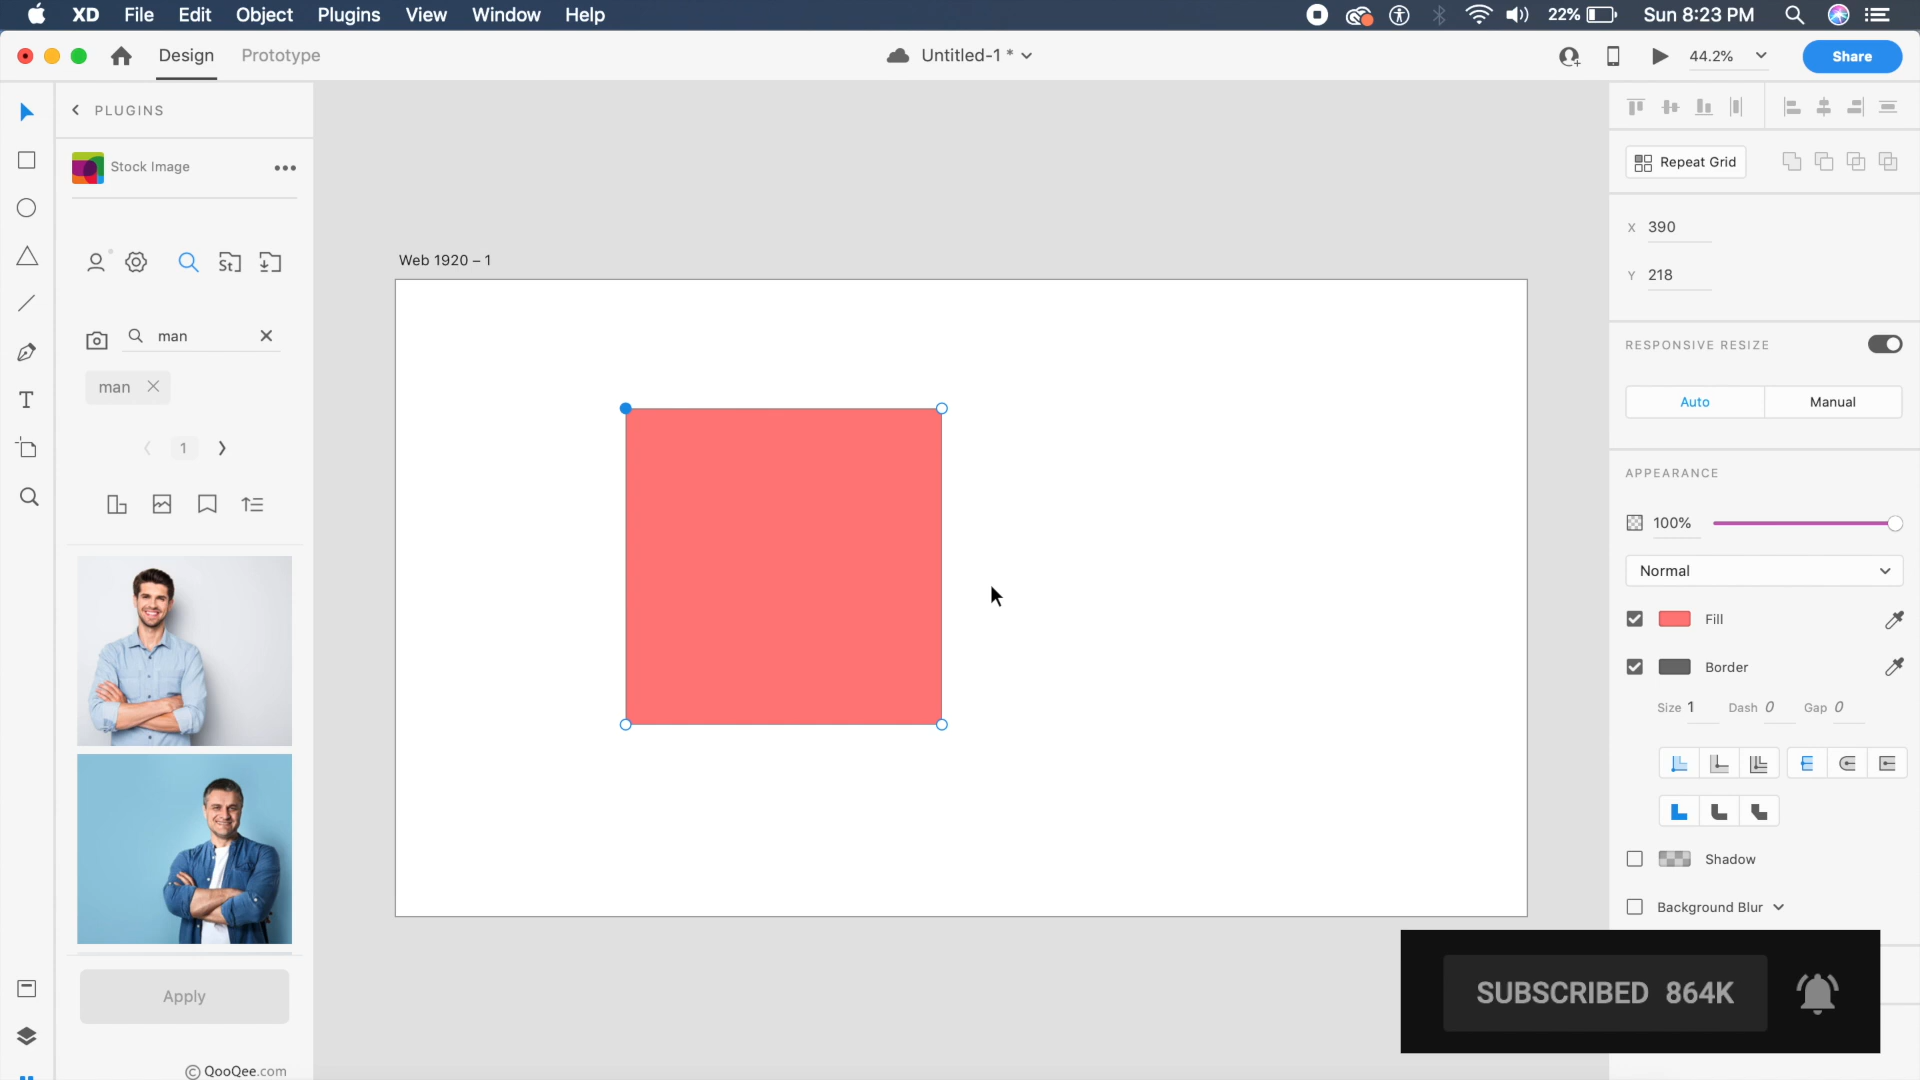 XD File Edit Object Plugins View Window Help 22% Sun 8:23 PM
Design Prototype Untitled-1 * 44.2% Share
PLUGINS
Stock Image
Repeat Grid
X 390
Y 218
Web 1920 – 1
St
man
man
1
RESPONSIVE RESIZE
Auto Manual
APPEARANCE
100%
Normal
Fill
Border
Size 1 Dash 0 Gap 0
Shadow
Background Blur
Apply
SUBSCRIBED 864K
© QooQee.com